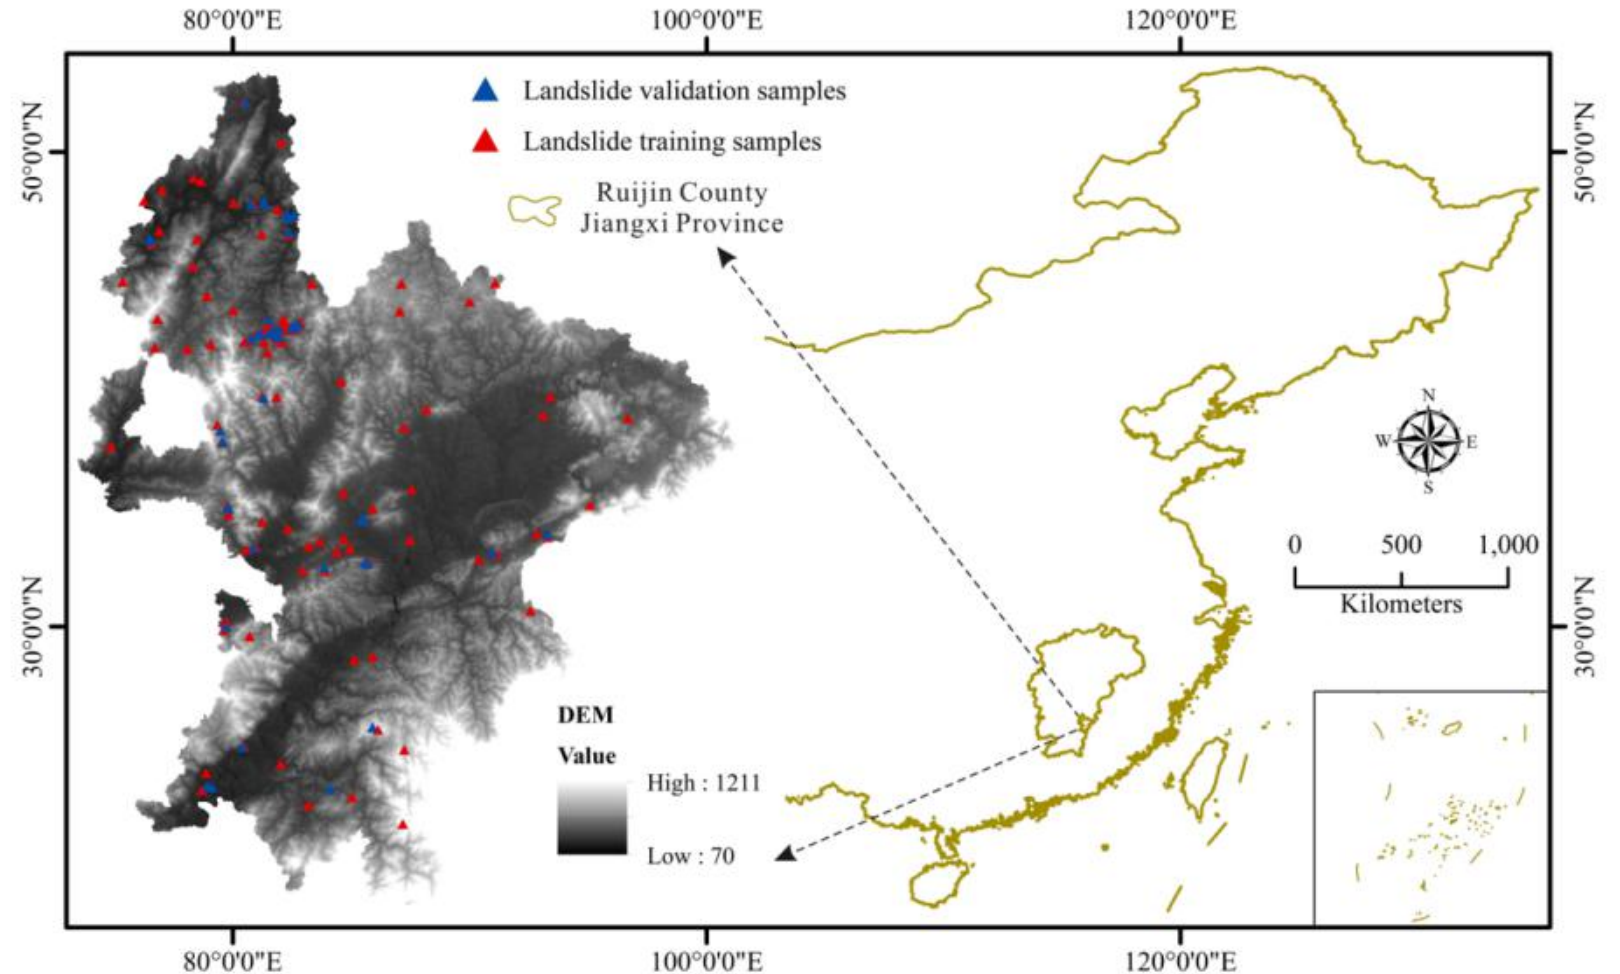 80°0'0"E
100°0'0"E
120°0'0"E
50°0'0"N
50°0'0"N
Landslide validation samples
Landslide training samples
Ruijin County
Jiangxi Province
N
W
E
S
0
500
1,000
Kilometers
30°0'0"N
30°0'0"N
DEM
Value
High : 1211
Low : 70
80°0'0"E
100°0'0"E
120°0'0"E